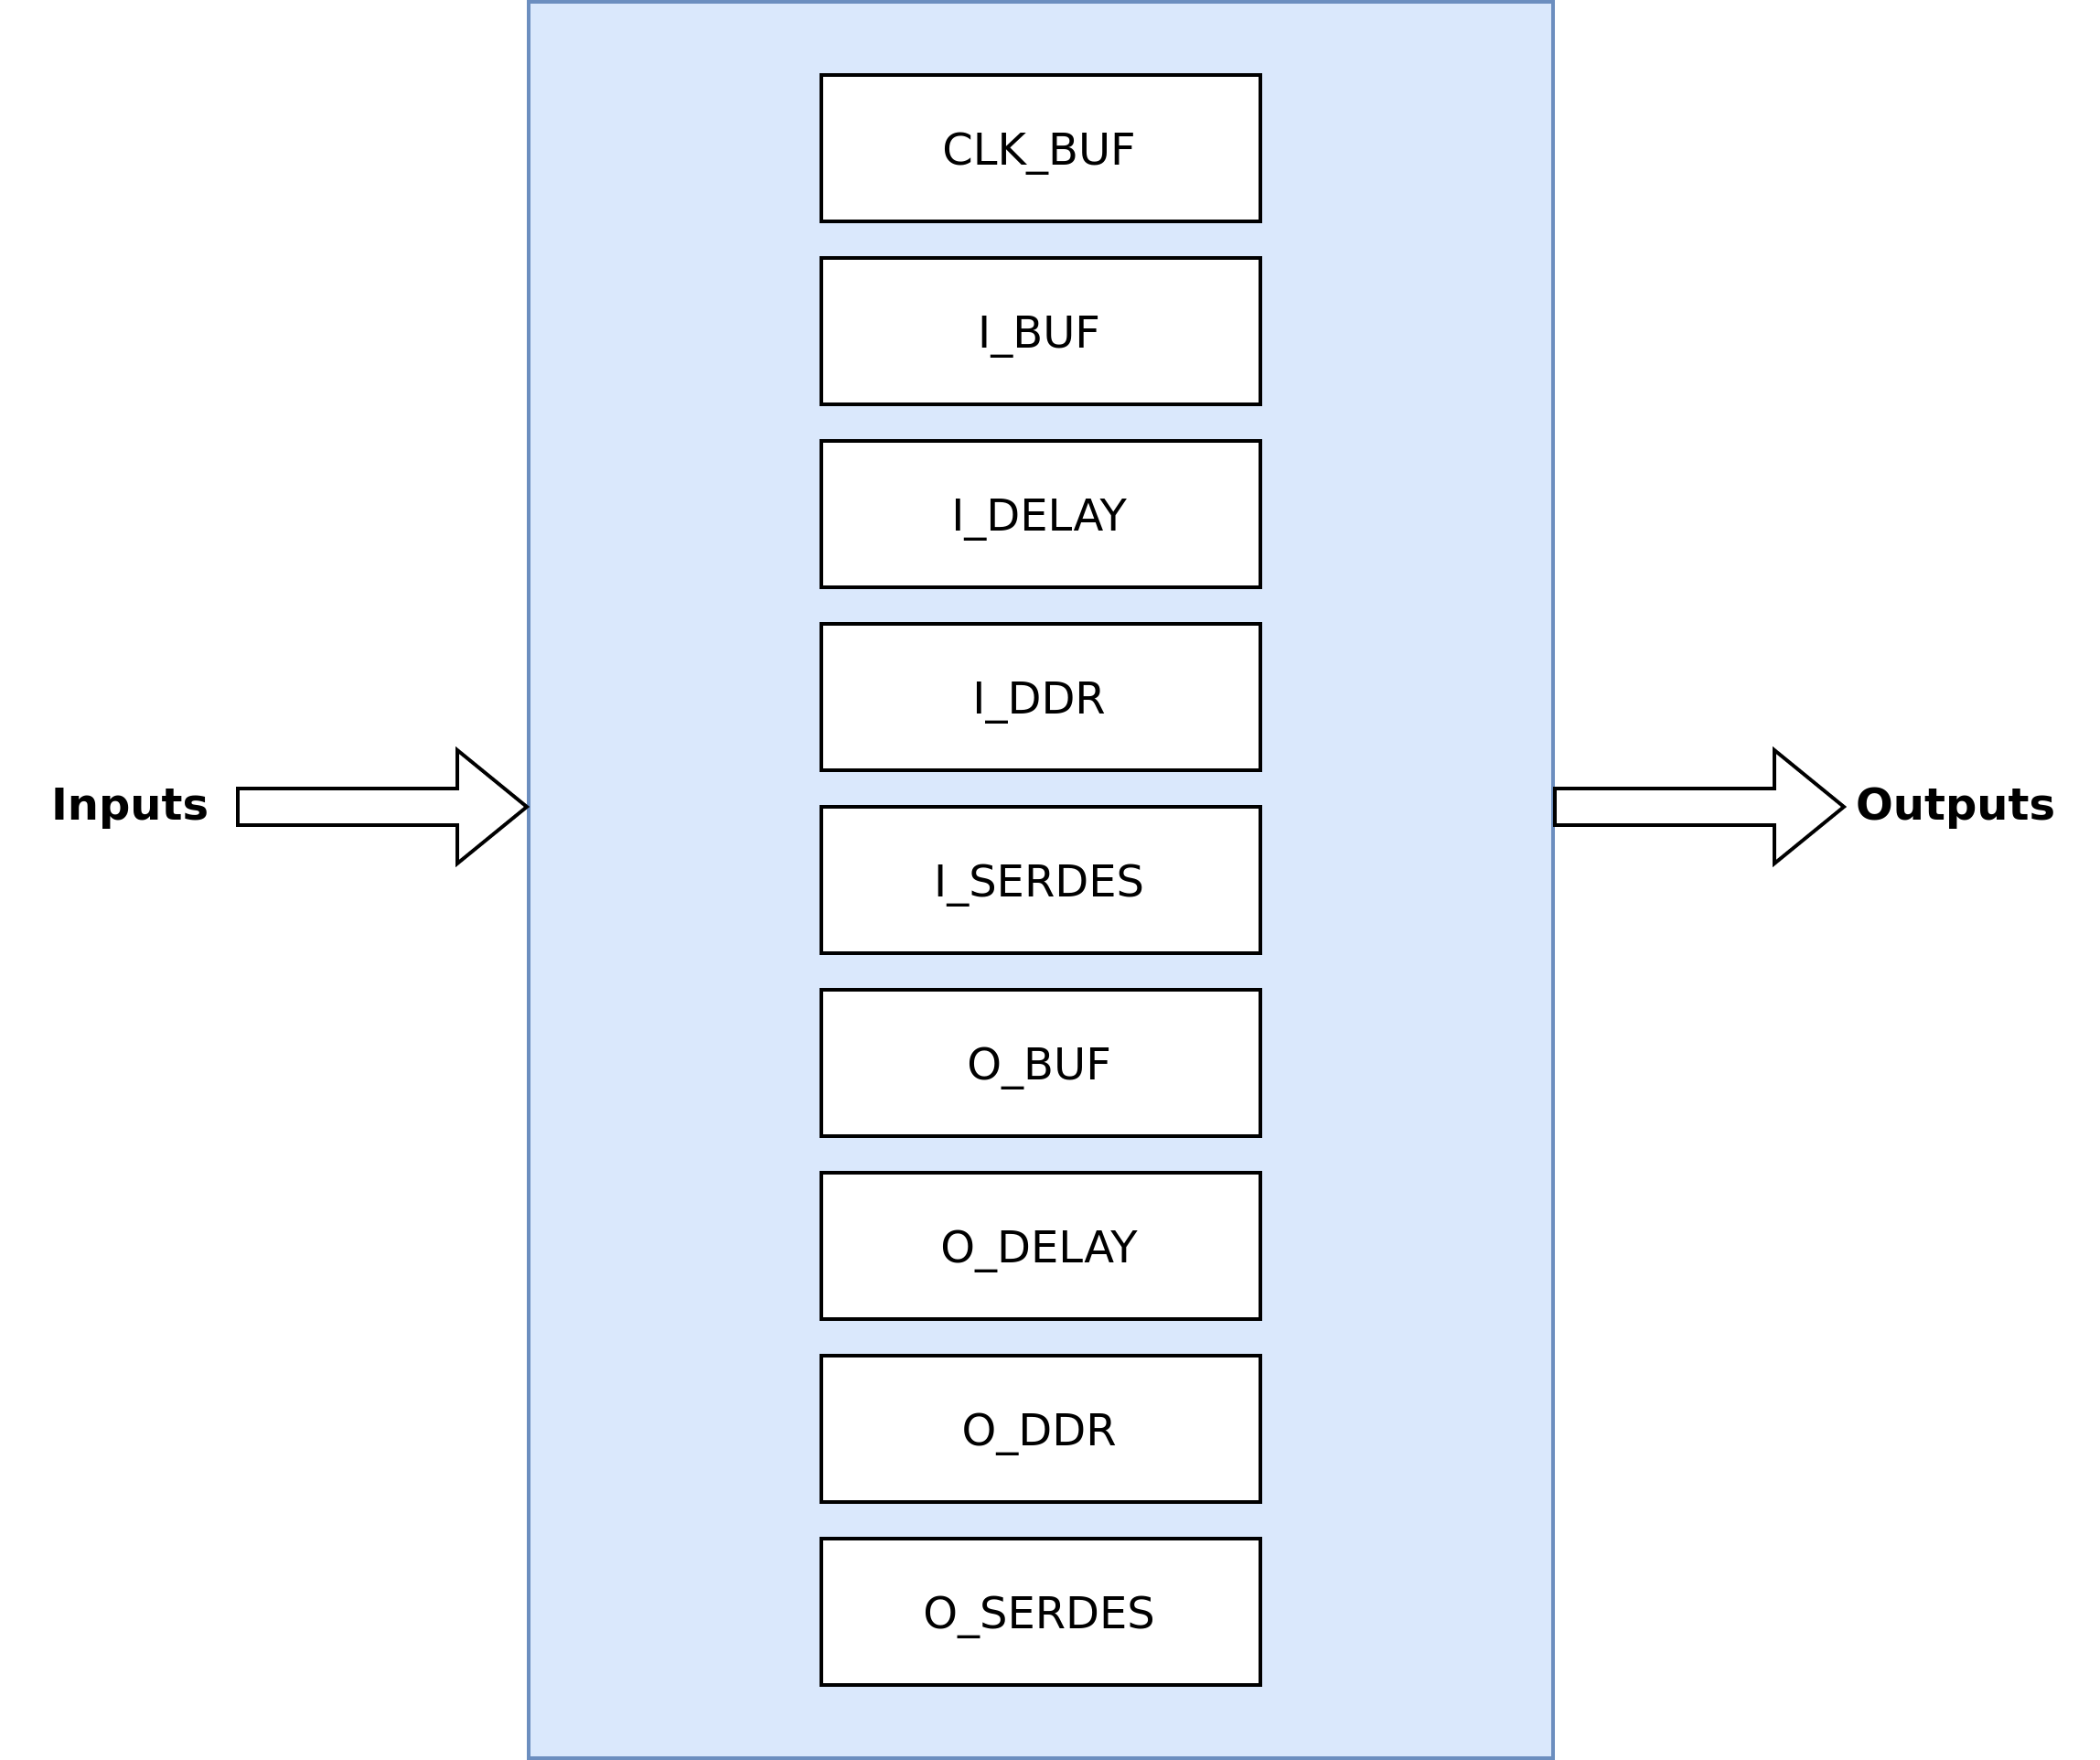 CLK_BUF
I_BUF
I_DELAY
I_DDR
Inputs
Outputs
I_SERDES
O_BUF
O_DELAY
O_DDR
O_SERDES